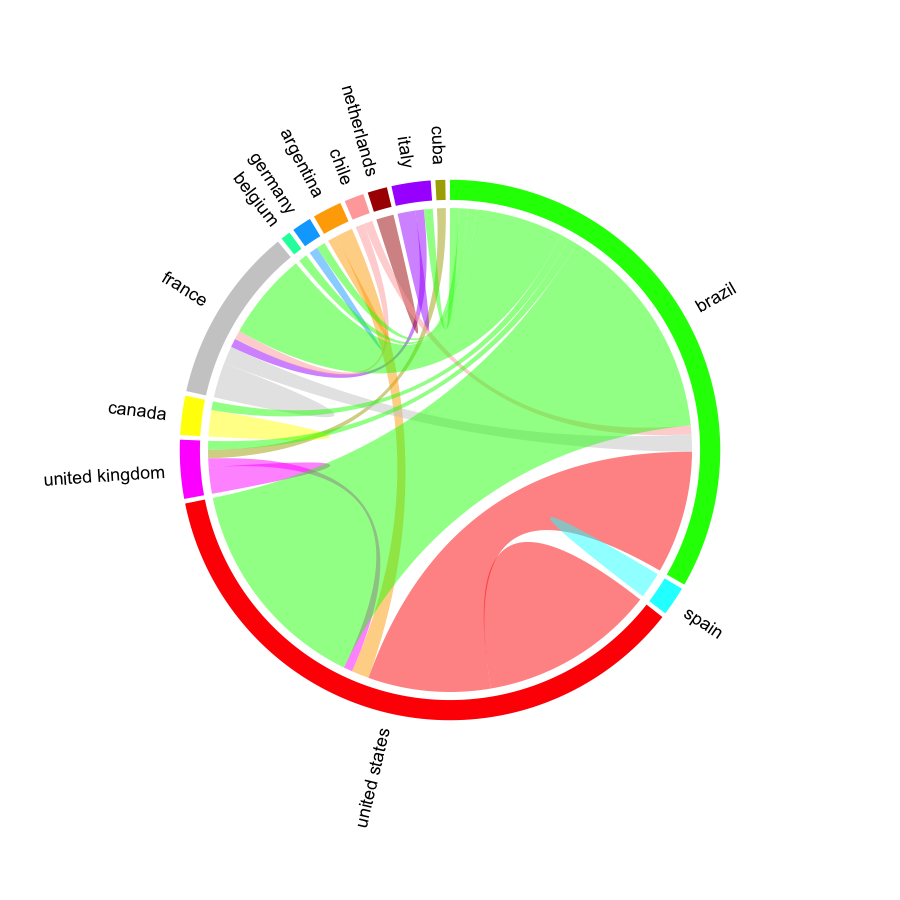 cuba
italy
netherlands
chile
argentina
germany
belgium
france
canada
united kingdom
united states
spain
brazil